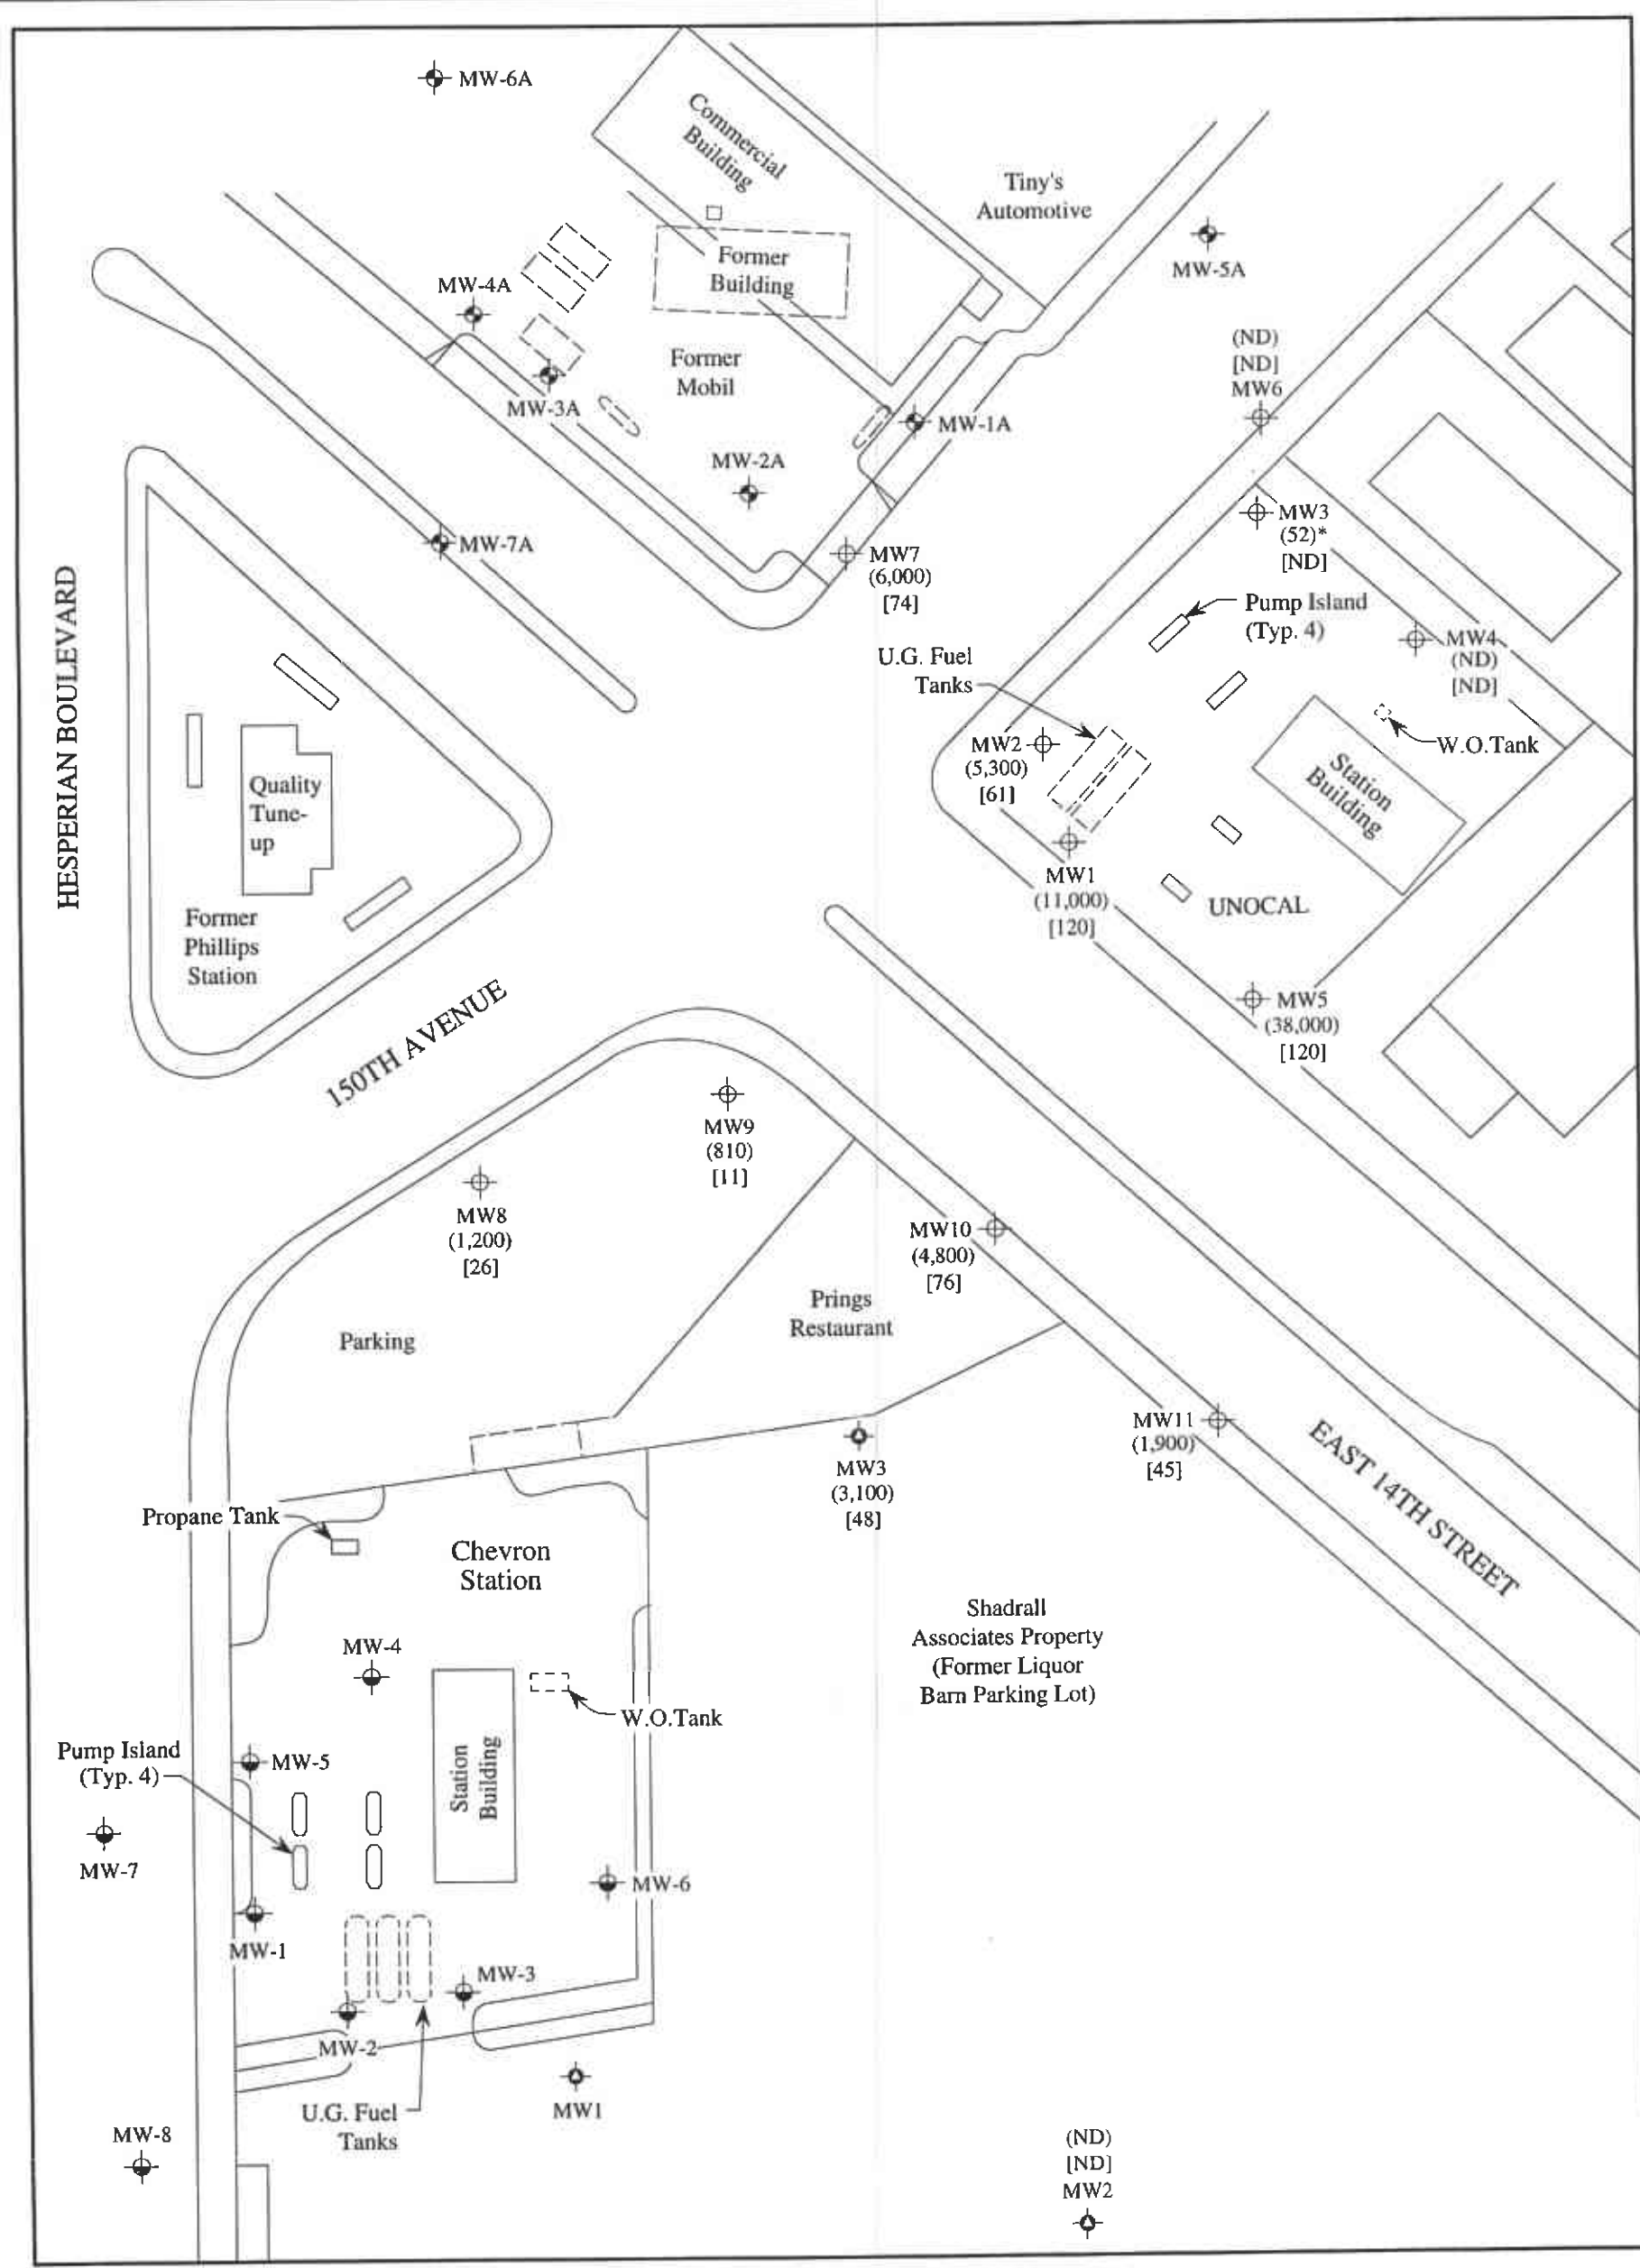 MW-6A
Commercial
Building
Tiny's
Automotive
MW-5A
Former
Building
MW-4A
(ND)
[ND]
MW6
Former
Mobil
MW-3A
MW-1A
MW-2A
MW3
(52)*
[ND]
MW-7A
MW7
(6,000)
[74]
Pump Island
(Typ. 4)
MW4
(ND)
[ND]
U.G. Fuel
Tanks
HESPERIAN BOULEVARD
MW2
(5,300)
[61]
W.O.Tank
Station
Building
Quality
Tune-
up
MW1
(11,000)
[120]
UNOCAL
Former
Phillips
Station
MW5
(38,000)
[120]
150TH AVENUE
MW9
(810)
[11]
MW8
(1,200)
[26]
MW10
(4,800)
[76]
Prings
Restaurant
Parking
MW11
(1,900)
[45]
EAST 14TH STREET
MW3
(3,100)
[48]
Propane Tank
Chevron
Station
Shadrall
Associates Property
(Former Liquor
Barn Parking Lot)
MW-4
W.O.Tank
Pump Island
(Typ. 4)
MW-5
Station
Building
MW-7
MW-6
MW-1
MW-3
MW-2
U.G. Fuel
Tanks
MW1
MW-8
(ND)
[ND]
MW2